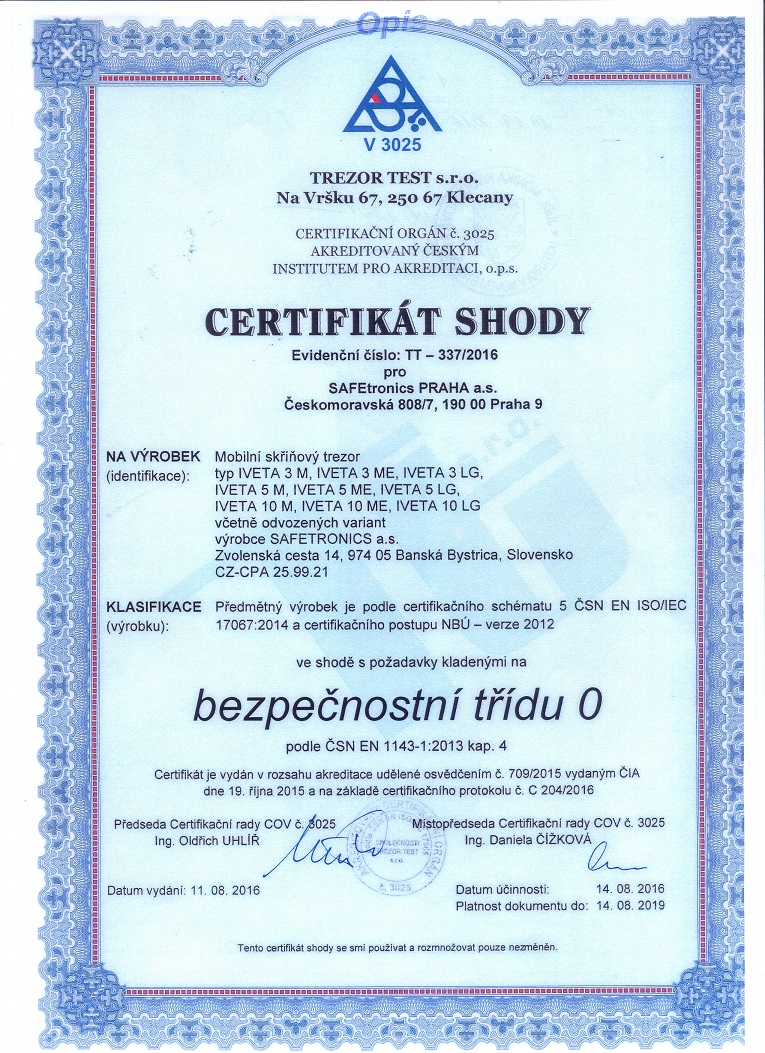 Opis
V 3025
TREZOR TEST s.r.o.
Na Vršku 67, 250 67 Klecany
CERTIFIKAČNÍ ORGÁN č. 3025
AKREDITOVANÝ ČESKÝM
INSTITUTEM PRO AKREDITACI, o.p.s.
CERTIFIKÁT SHODY
Evidenční číslo: TT – 337/2016
pro
SAFEtronics PRAHA a.s.
Českomoravská 808/7, 190 00 Praha 9
NA VÝROBEK Mobilní skříňový trezor
(identifikace): typ IVETA 3 M, IVETA 3 ME, IVETA 3 LG,
IVETA 5 M, IVETA 5 ME, IVETA 5 LG,
IVETA 10 M, IVETA 10 ME, IVETA 10 LG
včetně odvozených variant
výrobce SAFETRONICS a.s.
Zvolenská cesta 14, 974 05 Banská Bystrica, Slovensko
CZ-CPA 25.99.21
KLASIFIKACE Předmětný výrobek je podle certifikačního schématu 5 ČSN EN ISO/IEC
(výrobku): 17067:2014 a certifikačního postupu NBÚ – verze 2012
ve shodě s požadavky kladenými na
bezpečnostní třídu 0
podle ČSN EN 1143-1:2013 kap. 4
Certifikát je vydán v rozsahu akreditace udělené osvědčením č. 709/2015 vydaným ČIA
dne 19. října 2015 a na základě certifikačního protokolu č. C 204/2016
Předseda Certifikační rady COV č. 3025 Místopředseda Certifikační rady COV č. 3025
Ing. Oldřich UHLÍŘ Ing. Daniela ČÍŽKOVÁ
SPOLEČNOSTI
TREZOR TEST
s.r.o.
č. 3025
Datum vydání: 11. 08. 2016 Datum účinnosti: 14. 08. 2016
Platnost dokumentu do: 14. 08. 2019
Tento certifikát shody se smí používat a rozmnožovat pouze nezměněn.